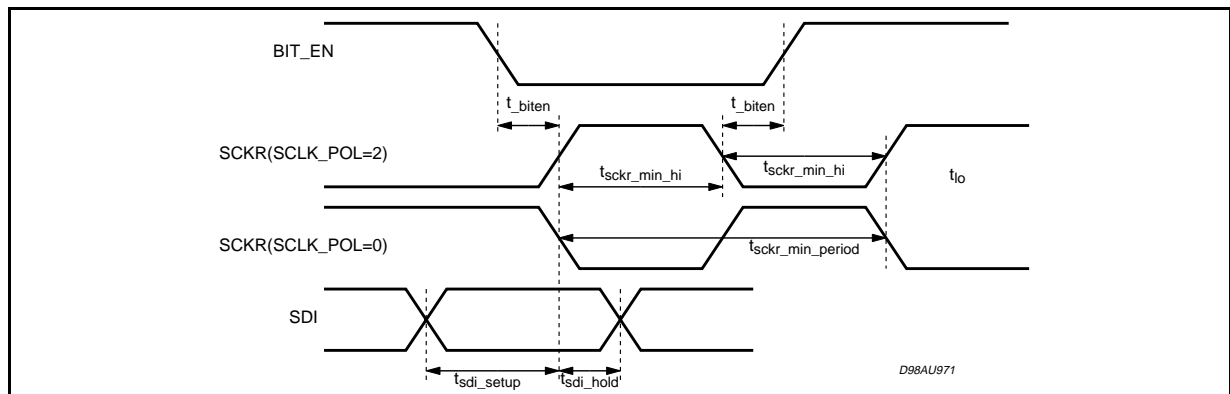 BIT_EN
t_biten
t_biten
SCKR(SCLK_POL=2)
tsckr_min_hi
tsckr_min_hi
tlo
SCKR(SCLK_POL=0)
tsckr_min_period
SDI
tsdi_setup
tsdi_hold
D98AU971